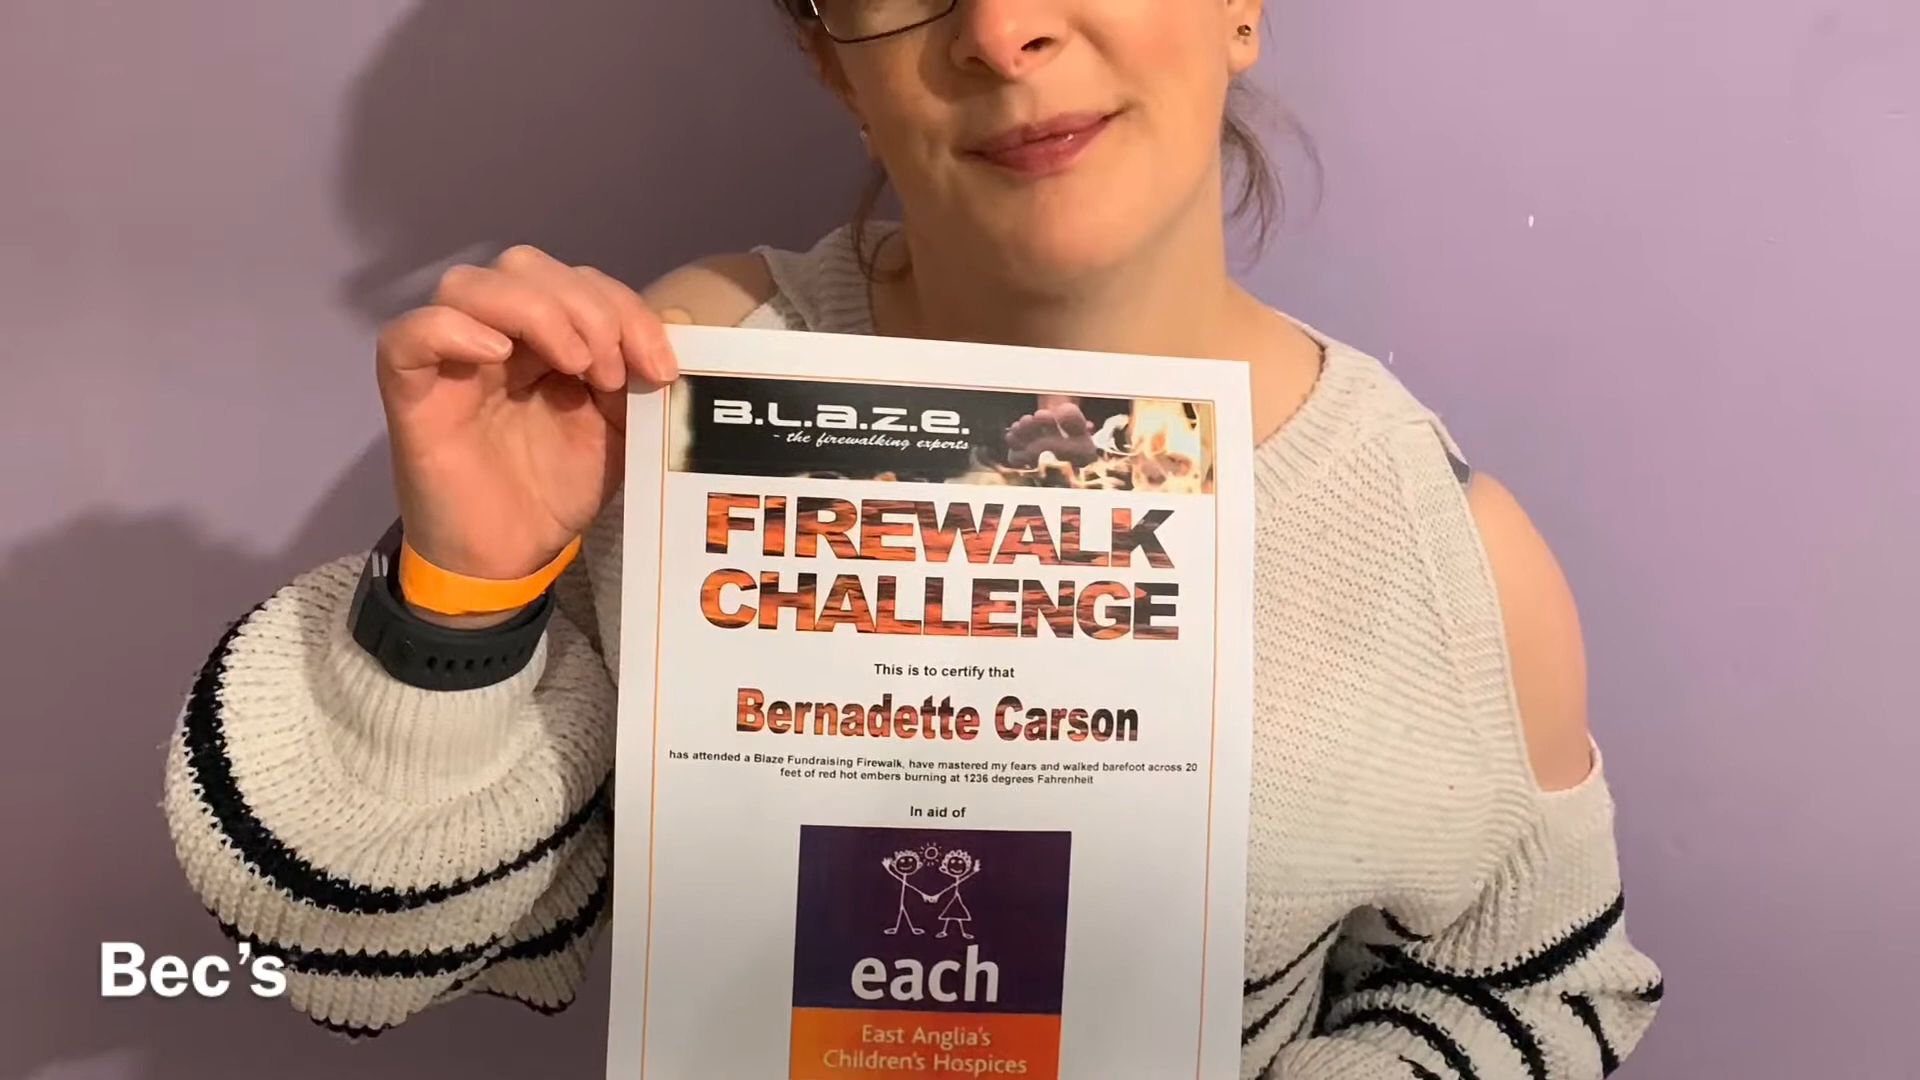 B.L.a.z.e.
- the firewalking experts
FIREWALK
CHALLENGE
This is to certify that
Bernadette Carson
has attended a Blaze Fundraising Firewalk, have mastered my fears and walked barefoot across 20
feet of red hot embers burning at 1236 degrees Fahrenheit
In aid of
each
East Anglia's
Children's Hospices
Bec’s